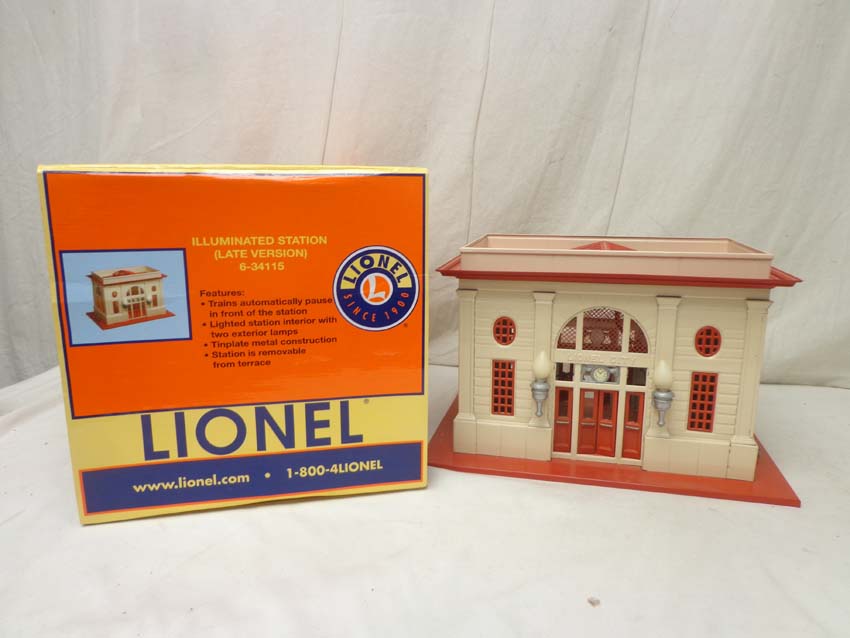 ILLUMINATED STATION
(LATE VERSION)
6-34115
Features:
• Trains automatically pause
in front of the station
• Lighted station interior with
two exterior lamps
• Tinplate metal construction
• Station is removable
from terrace
LIONEL
L
SINCE 1900
®
LIONEL®
www.lionel.com • 1-800-4LIONEL
LIONEL CITY